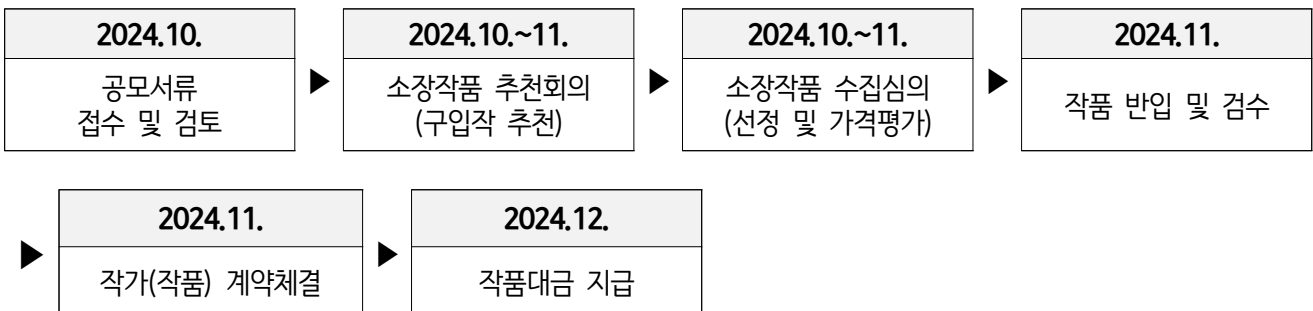 2024.10.
공모서류
접수 및 검토
▶
2024.10.~11.
소장작품 추천회의
(구입작 추천)
▶
2024.10.~11.
소장작품 수집심의
(선정 및 가격평가)
▶
2024.11.
작품 반입 및 검수
▶
2024.11.
작가(작품) 계약체결
▶
2024.12.
작품대금 지급